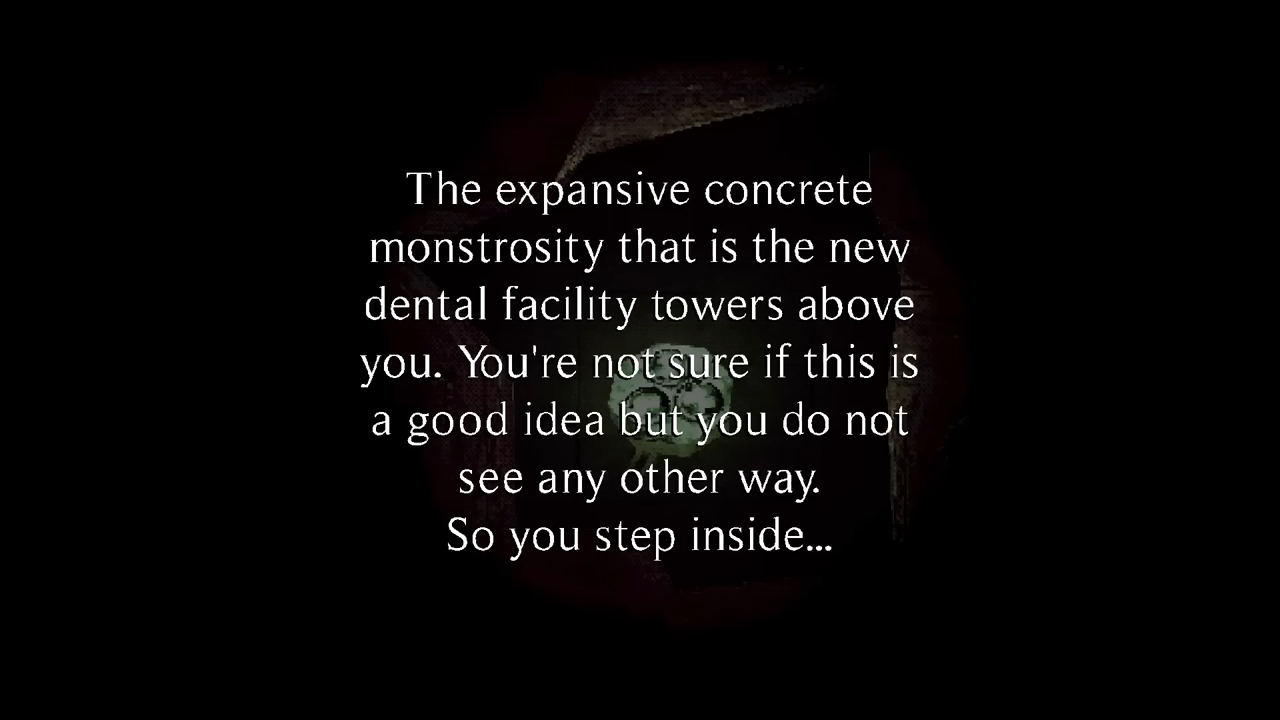 The expansive concrete
monstrosity that is the new
dental facility towers above
you. You're not sure if this is
a good idea but you do not
see any other way.
So you step inside...